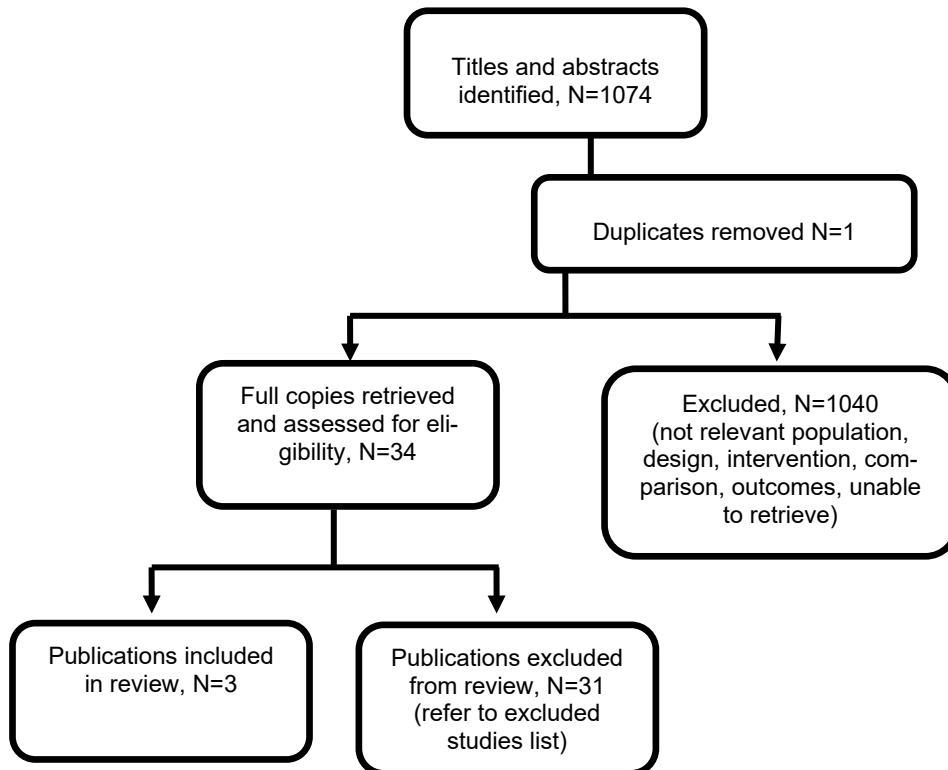 Titles and abstracts
identified, N=1074
Duplicates removed N=1
Full copies retrieved
and assessed for eli-
gibility, N=34
Excluded, N=1040
(not relevant population,
design, intervention, com-
parison, outcomes, unable
to retrieve)
Publications included
in review, N=3
Publications excluded
from review, N=31
(refer to excluded
studies list)